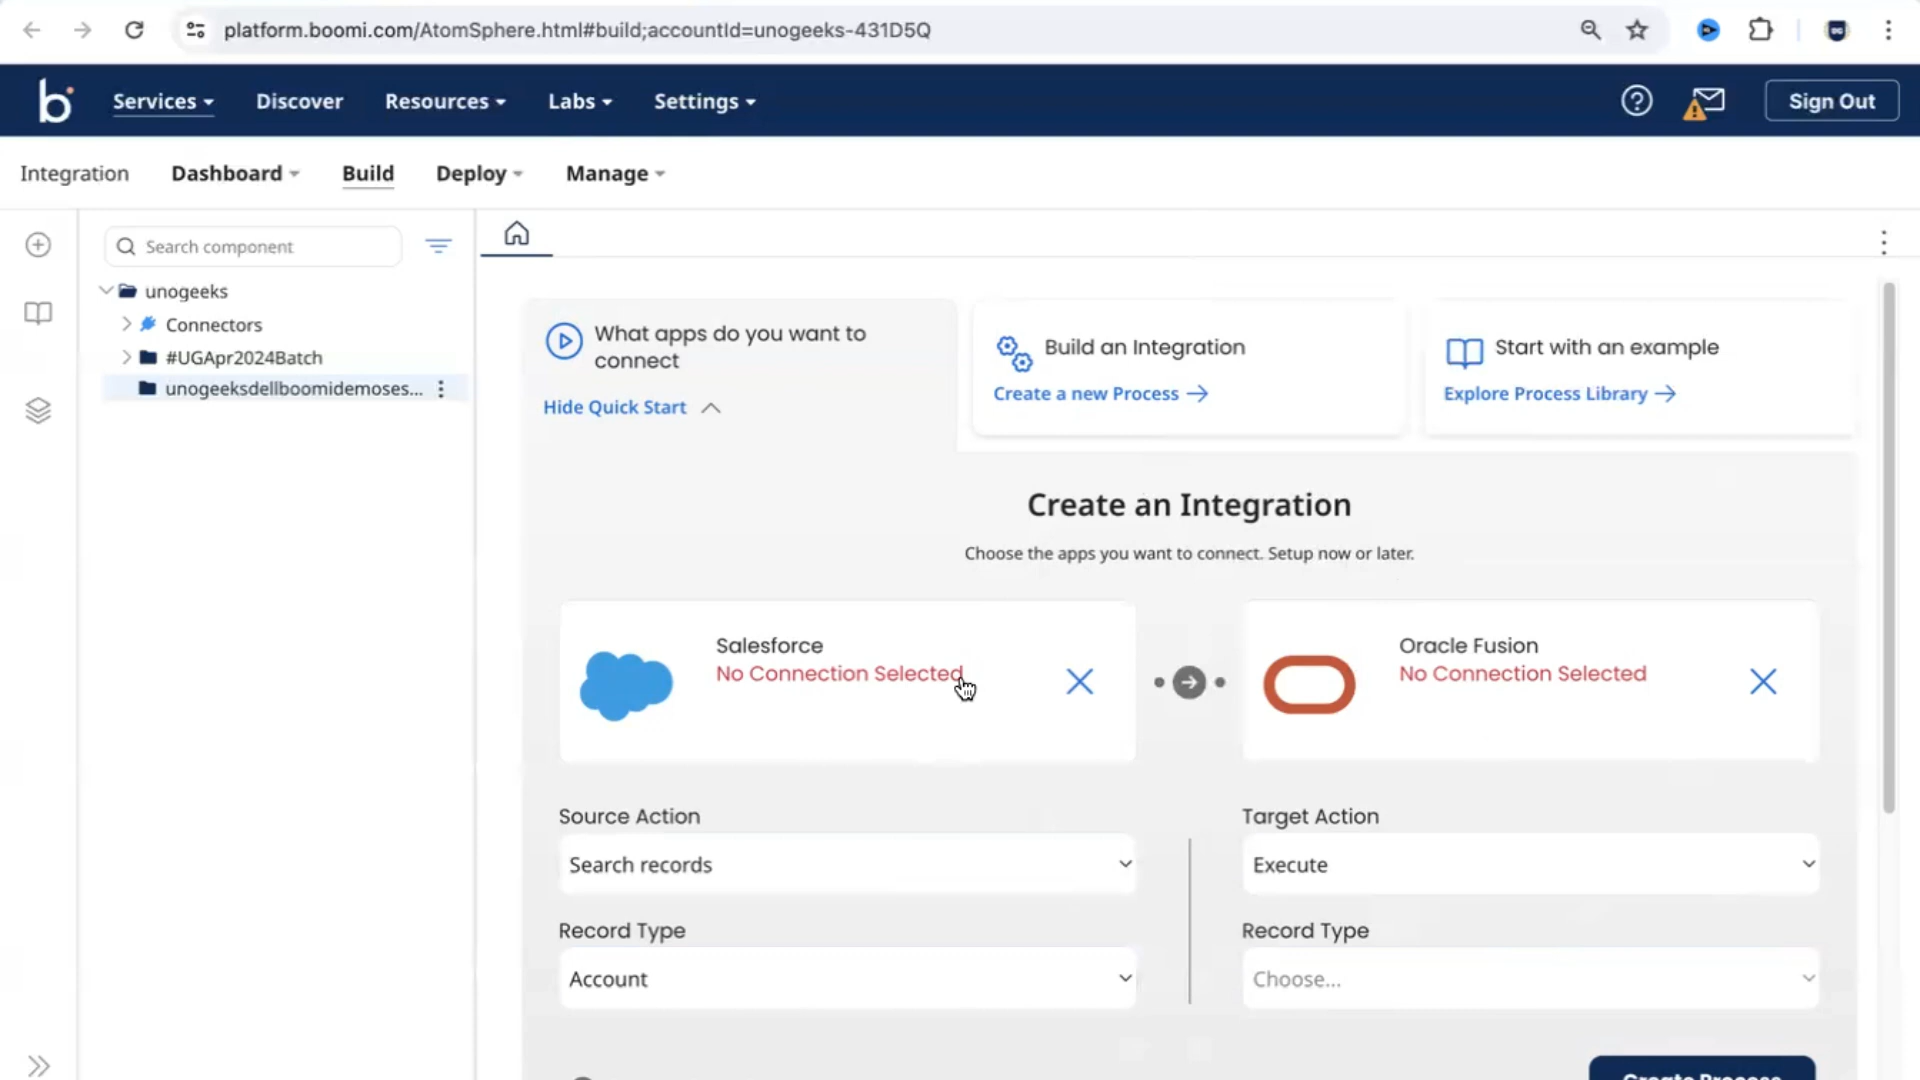 platform.boomi.com/AtomSphere.html#build;accountId=unogeeks-431D5Q
b Services Discover Resources Labs Settings Sign Out
Integration Dashboard Build Deploy Manage
Search component
unogeeks
Connectors
#UGApr2024Batch
unogeeksdellboomidemoses...
What apps do you want to
connect
Hide Quick Start
Build an Integration
Create a new Process →
Start with an example
Explore Process Library →
Create an Integration
Choose the apps you want to connect. Setup now or later.
Salesforce
No Connection Selected
Oracle Fusion
No Connection Selected
Source Action
Search records
Record Type
Account
Target Action
Execute
Record Type
Choose...
Create Process